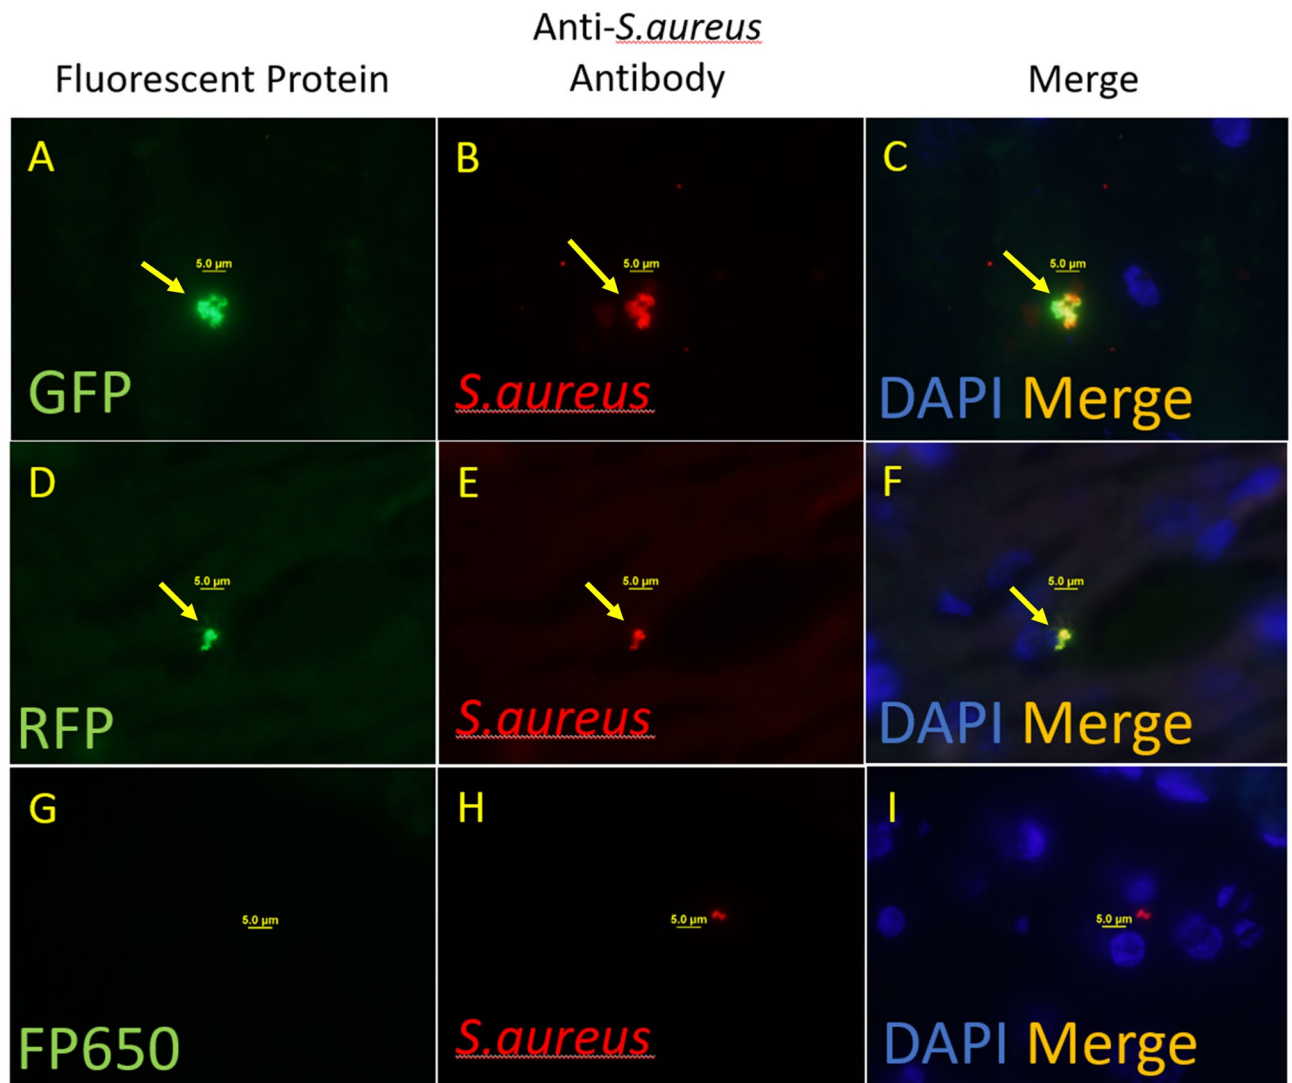 Anti-S.aureus
Fluorescent Protein Antibody Merge
A B C
5.0 µm 5.0 µm 5.0 µm
GFP S.aureus DAPI Merge
D E F
5.0 µm 5.0 µm 5.0 µm
RFP S.aureus DAPI Merge
G H I
5.0 µm 5.0 µm 5.0 µm
FP650 S.aureus DAPI Merge